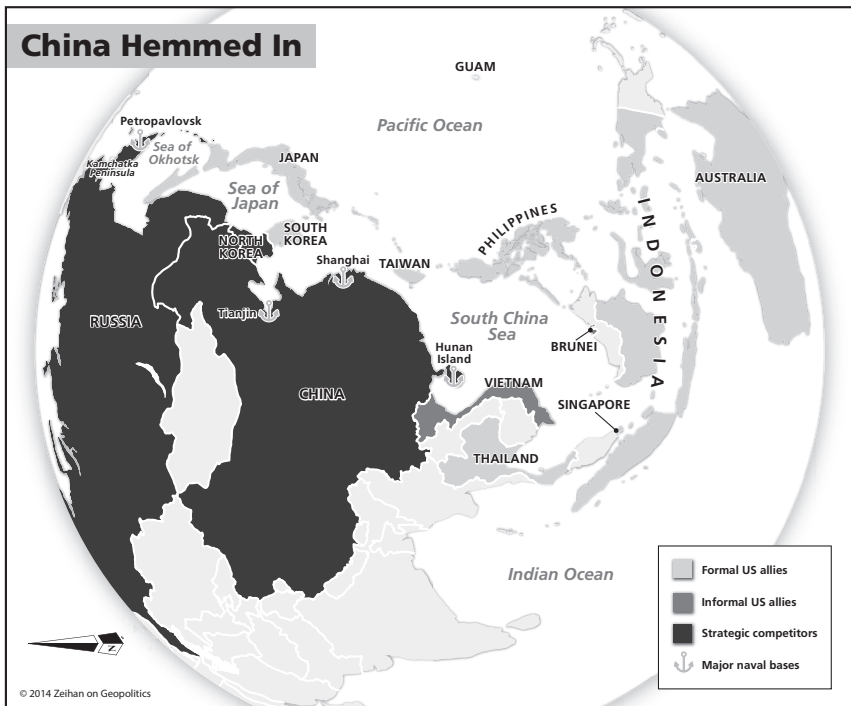 China Hemmed In
GUAM
Pacific Ocean
Petropavlovsk
Sea of
Okhotsk
Kamchatka
Peninsula
JAPAN
Sea of
Japan
AUSTRALIA
PHILIPPINES
INDONESIA
SOUTH
KOREA
NORTH
KOREA
Shanghai
TAIWAN
Tianjin
RUSSIA
South China
Sea
BRUNEI
Hunan
Island
VIETNAM
CHINA
SINGAPORE
THAILAND
Indian Ocean
Formal US allies
Informal US allies
Strategic competitors
Major naval bases
N
© 2014 Zeihan on Geopolitics